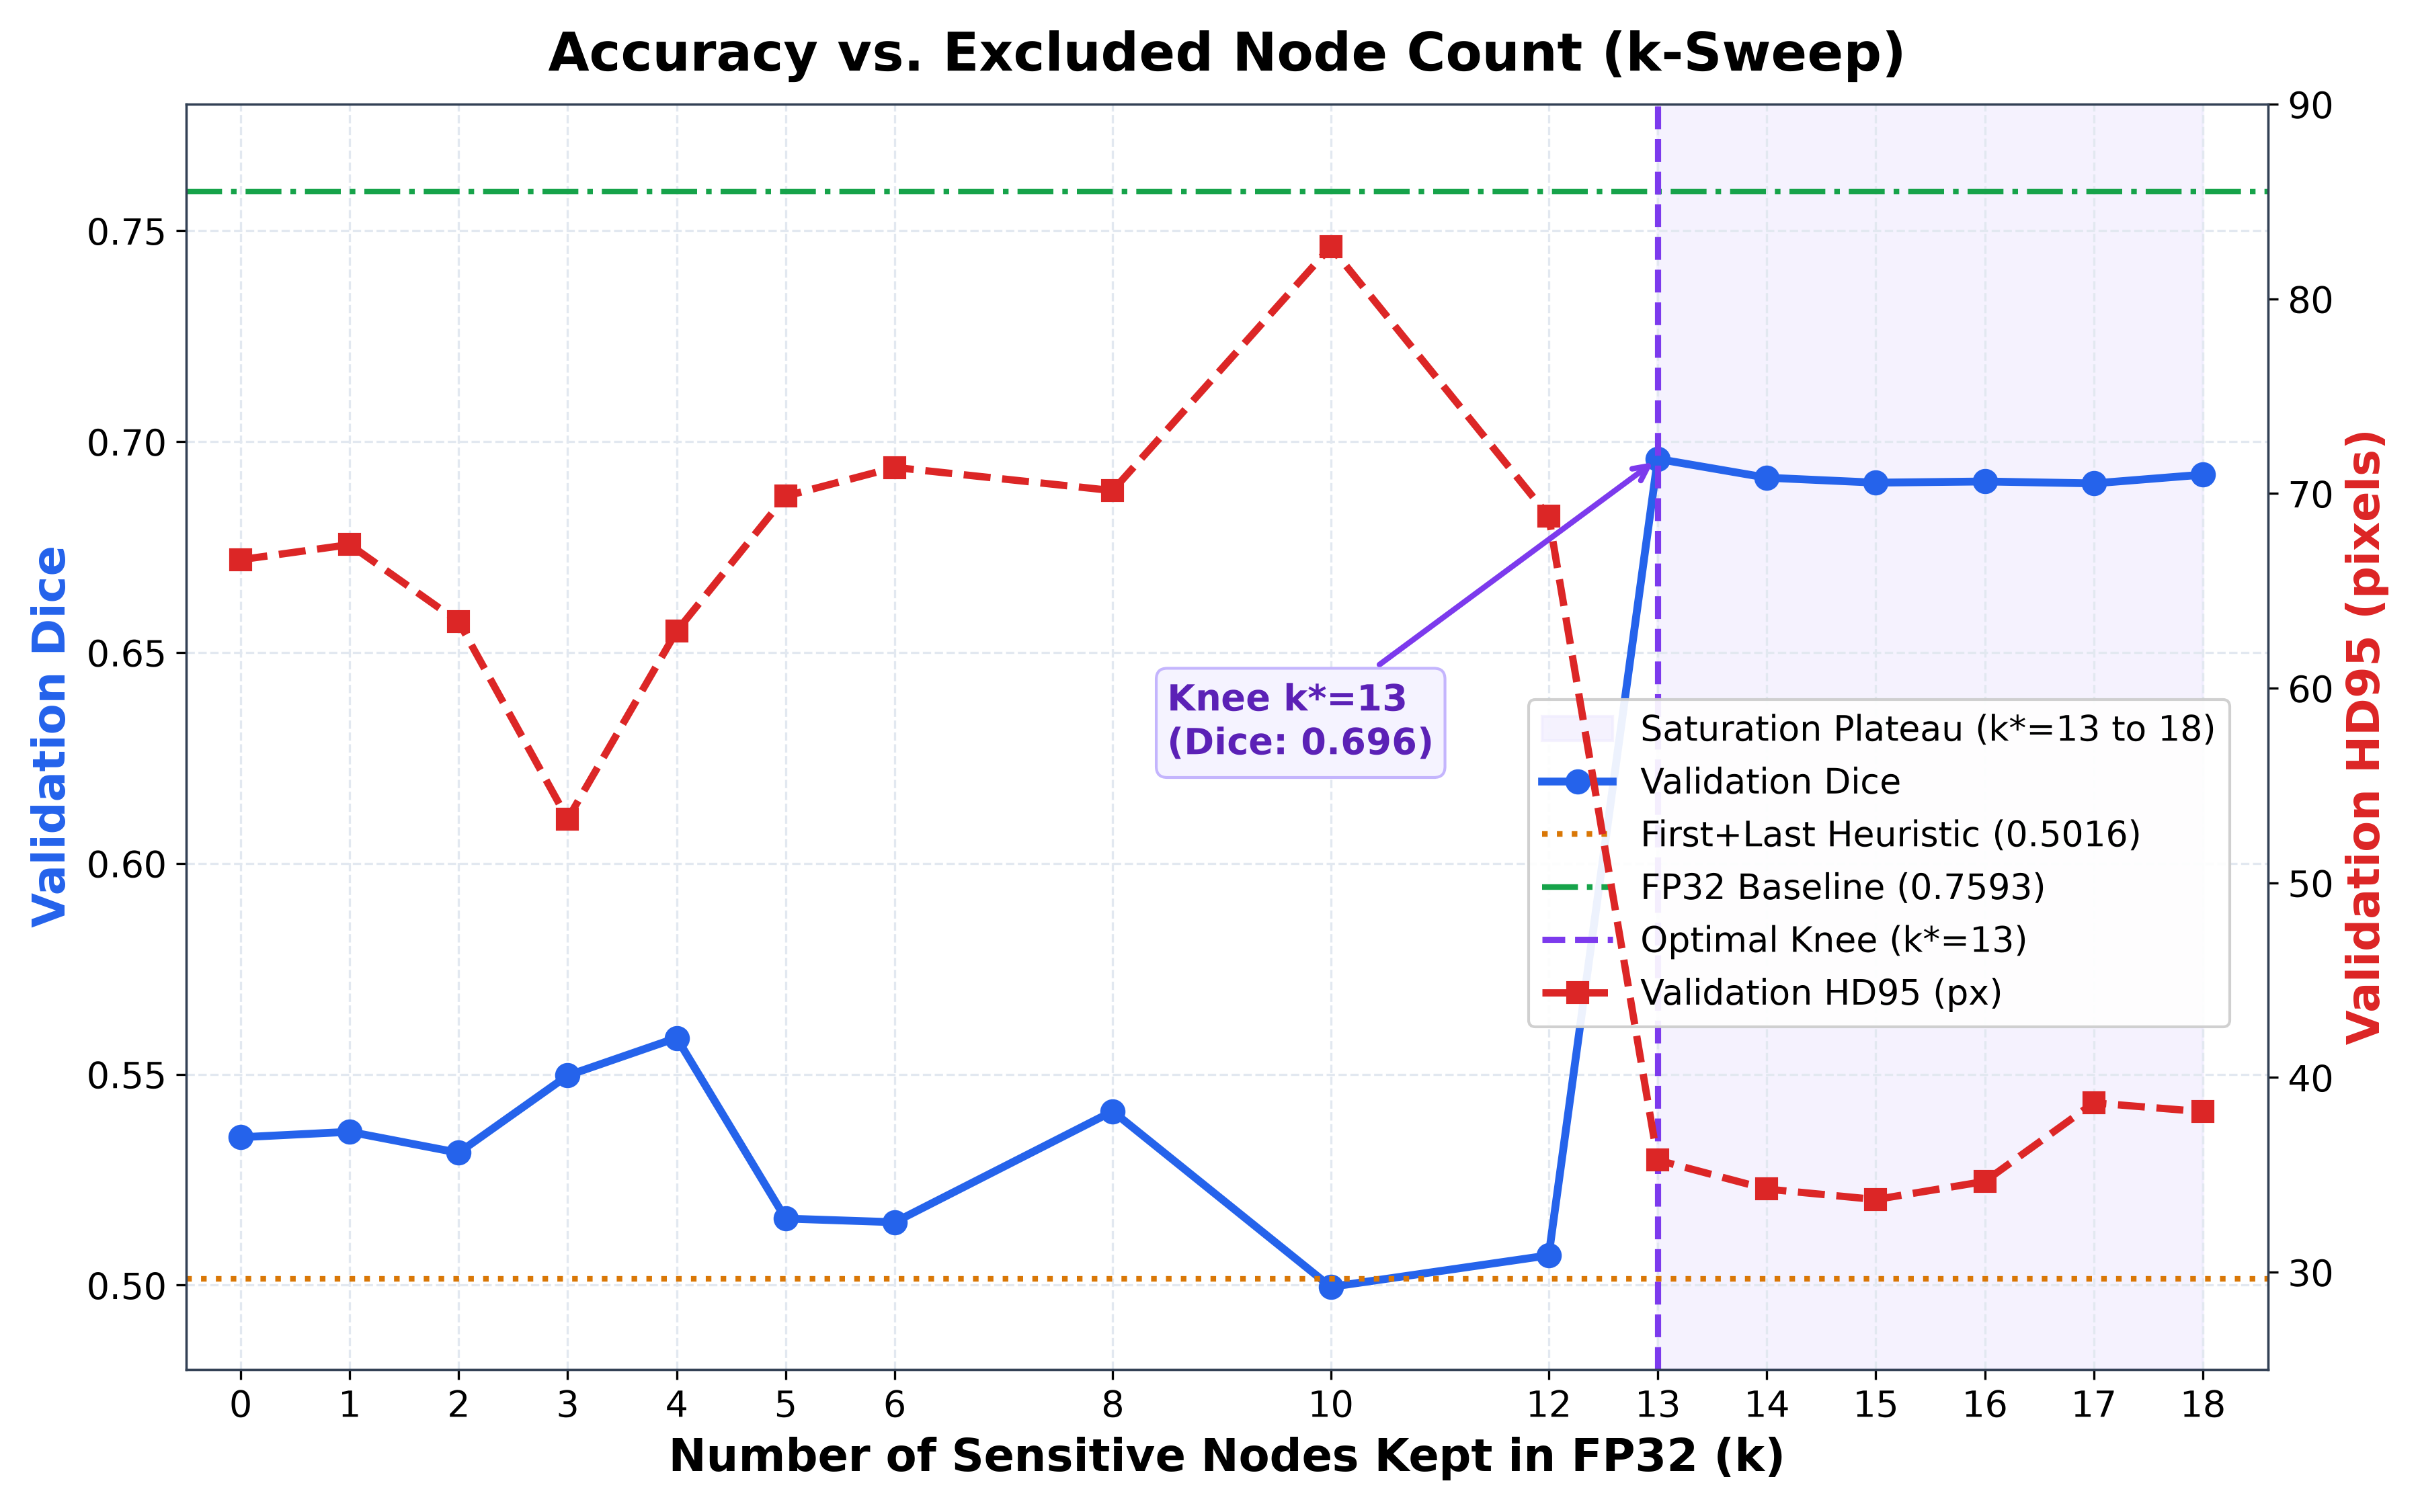 Accuracy vs. Excluded Node Count (k-Sweep)
Validation Dice
0.75
0.70
0.65
0.60
0.55
0.50
90
80
70
60
50
40
30
Validation HD95 (pixels)
Knee k*=13
(Dice: 0.696)
Saturation Plateau (k*=13 to 18)
Validation Dice
First+Last Heuristic (0.5016)
FP32 Baseline (0.7593)
Optimal Knee (k*=13)
Validation HD95 (px)
0 1 2 3 4 5 6 8 10 12 13 14 15 16 17 18
Number of Sensitive Nodes Kept in FP32 (k)